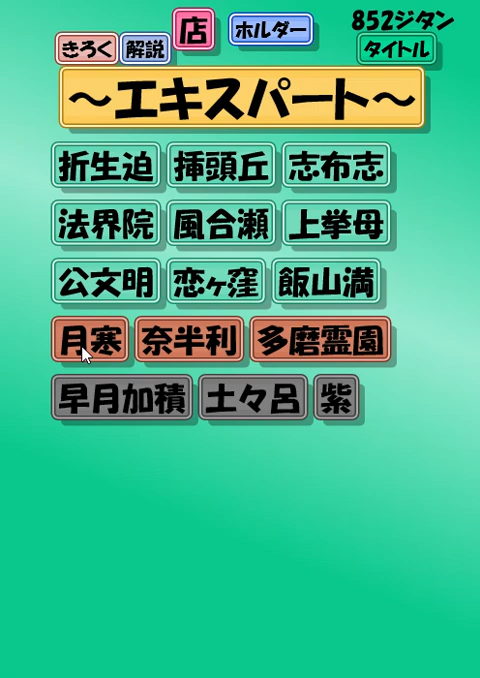 852ジタン
きろく 解説 店 ホルダー タイトル
～エキスパート～
折生迫 挿頭丘 志布志
法界院 風合瀬 上挙母
公文明 恋ヶ窪 飯山満
月寒 奈半利 多磨霊園
早月加積 土々呂 紫